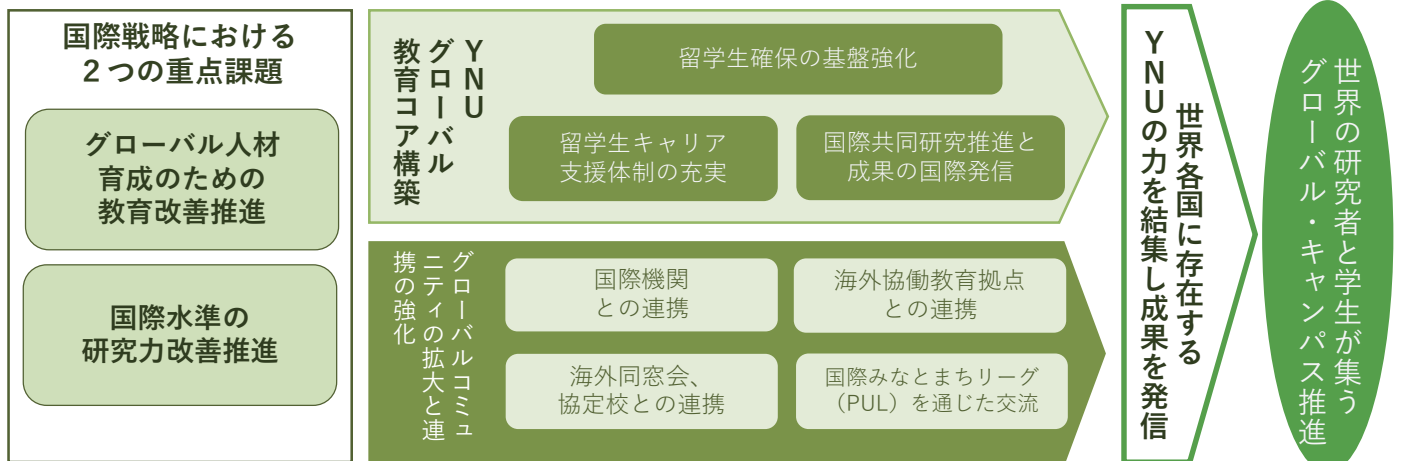 国際戦略における
２つの重点課題
グローバル人材
育成のための
教育改善推進
国際水準の
研究力改善推進
YNU
グローバル
教育コア構築
留学生確保の基盤強化
留学生キャリア
支援体制の充実
国際共同研究推進と
成果の国際発信
グローバルコミュ
ニティの拡大と連
携の強化
国際機関
との連携
海外協働教育拠点
との連携
海外同窓会、
協定校との連携
国際みなとまちリーグ
（PUL）を通じた交流
世界各国に存在する
YNUの力を結集し成果を発信
世界の研究者と学生が集う
グローバル・キャンパス推進